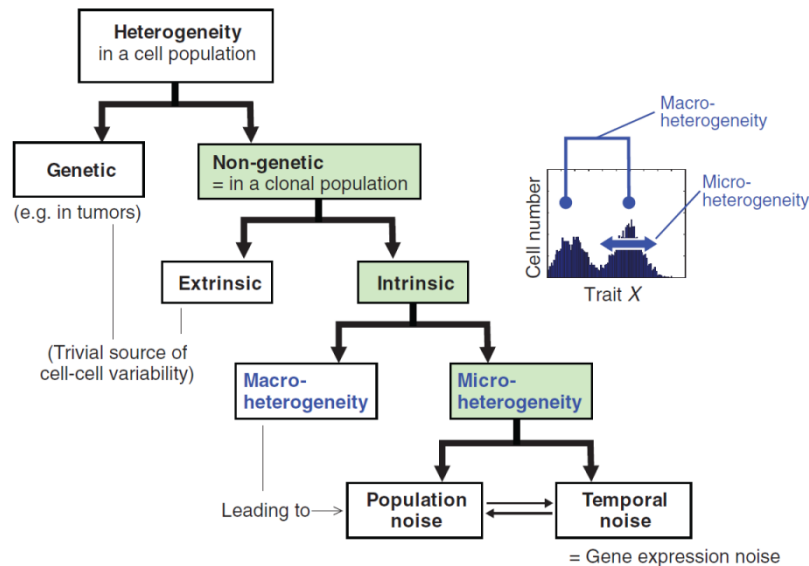 Heterogeneity
in a cell population
Genetic
(e.g. in tumors)
Non-genetic
= in a clonal population
Macro-
heterogeneity
Micro-
heterogeneity
Cell number
Trait X
Extrinsic
Intrinsic
(Trivial source of
cell-cell variability)
Macro-
heterogeneity
Micro-
heterogeneity
Leading to
Population
noise
Temporal
noise
= Gene expression noise